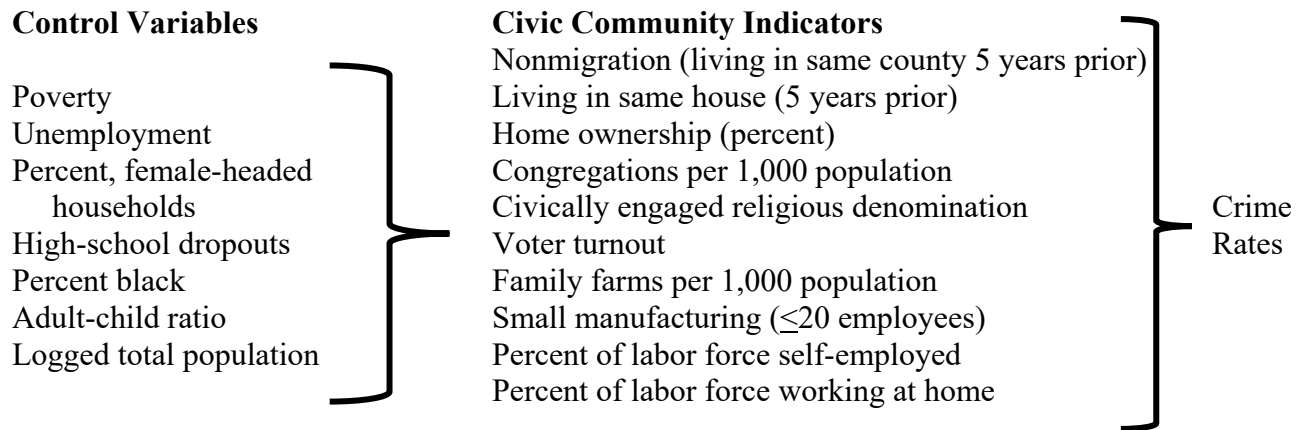 Control Variables
Poverty
Unemployment
Percent, female-headed
households
High-school dropouts
Percent black
Adult-child ratio
Logged total population
Civic Community Indicators
Nonmigration (living in same county 5 years prior)
Living in same house (5 years prior)
Home ownership (percent)
Congregations per 1,000 population
Civically engaged religious denomination
Voter turnout
Family farms per 1,000 population
Small manufacturing (≤20 employees)
Percent of labor force self-employed
Percent of labor force working at home
Crime
Rates